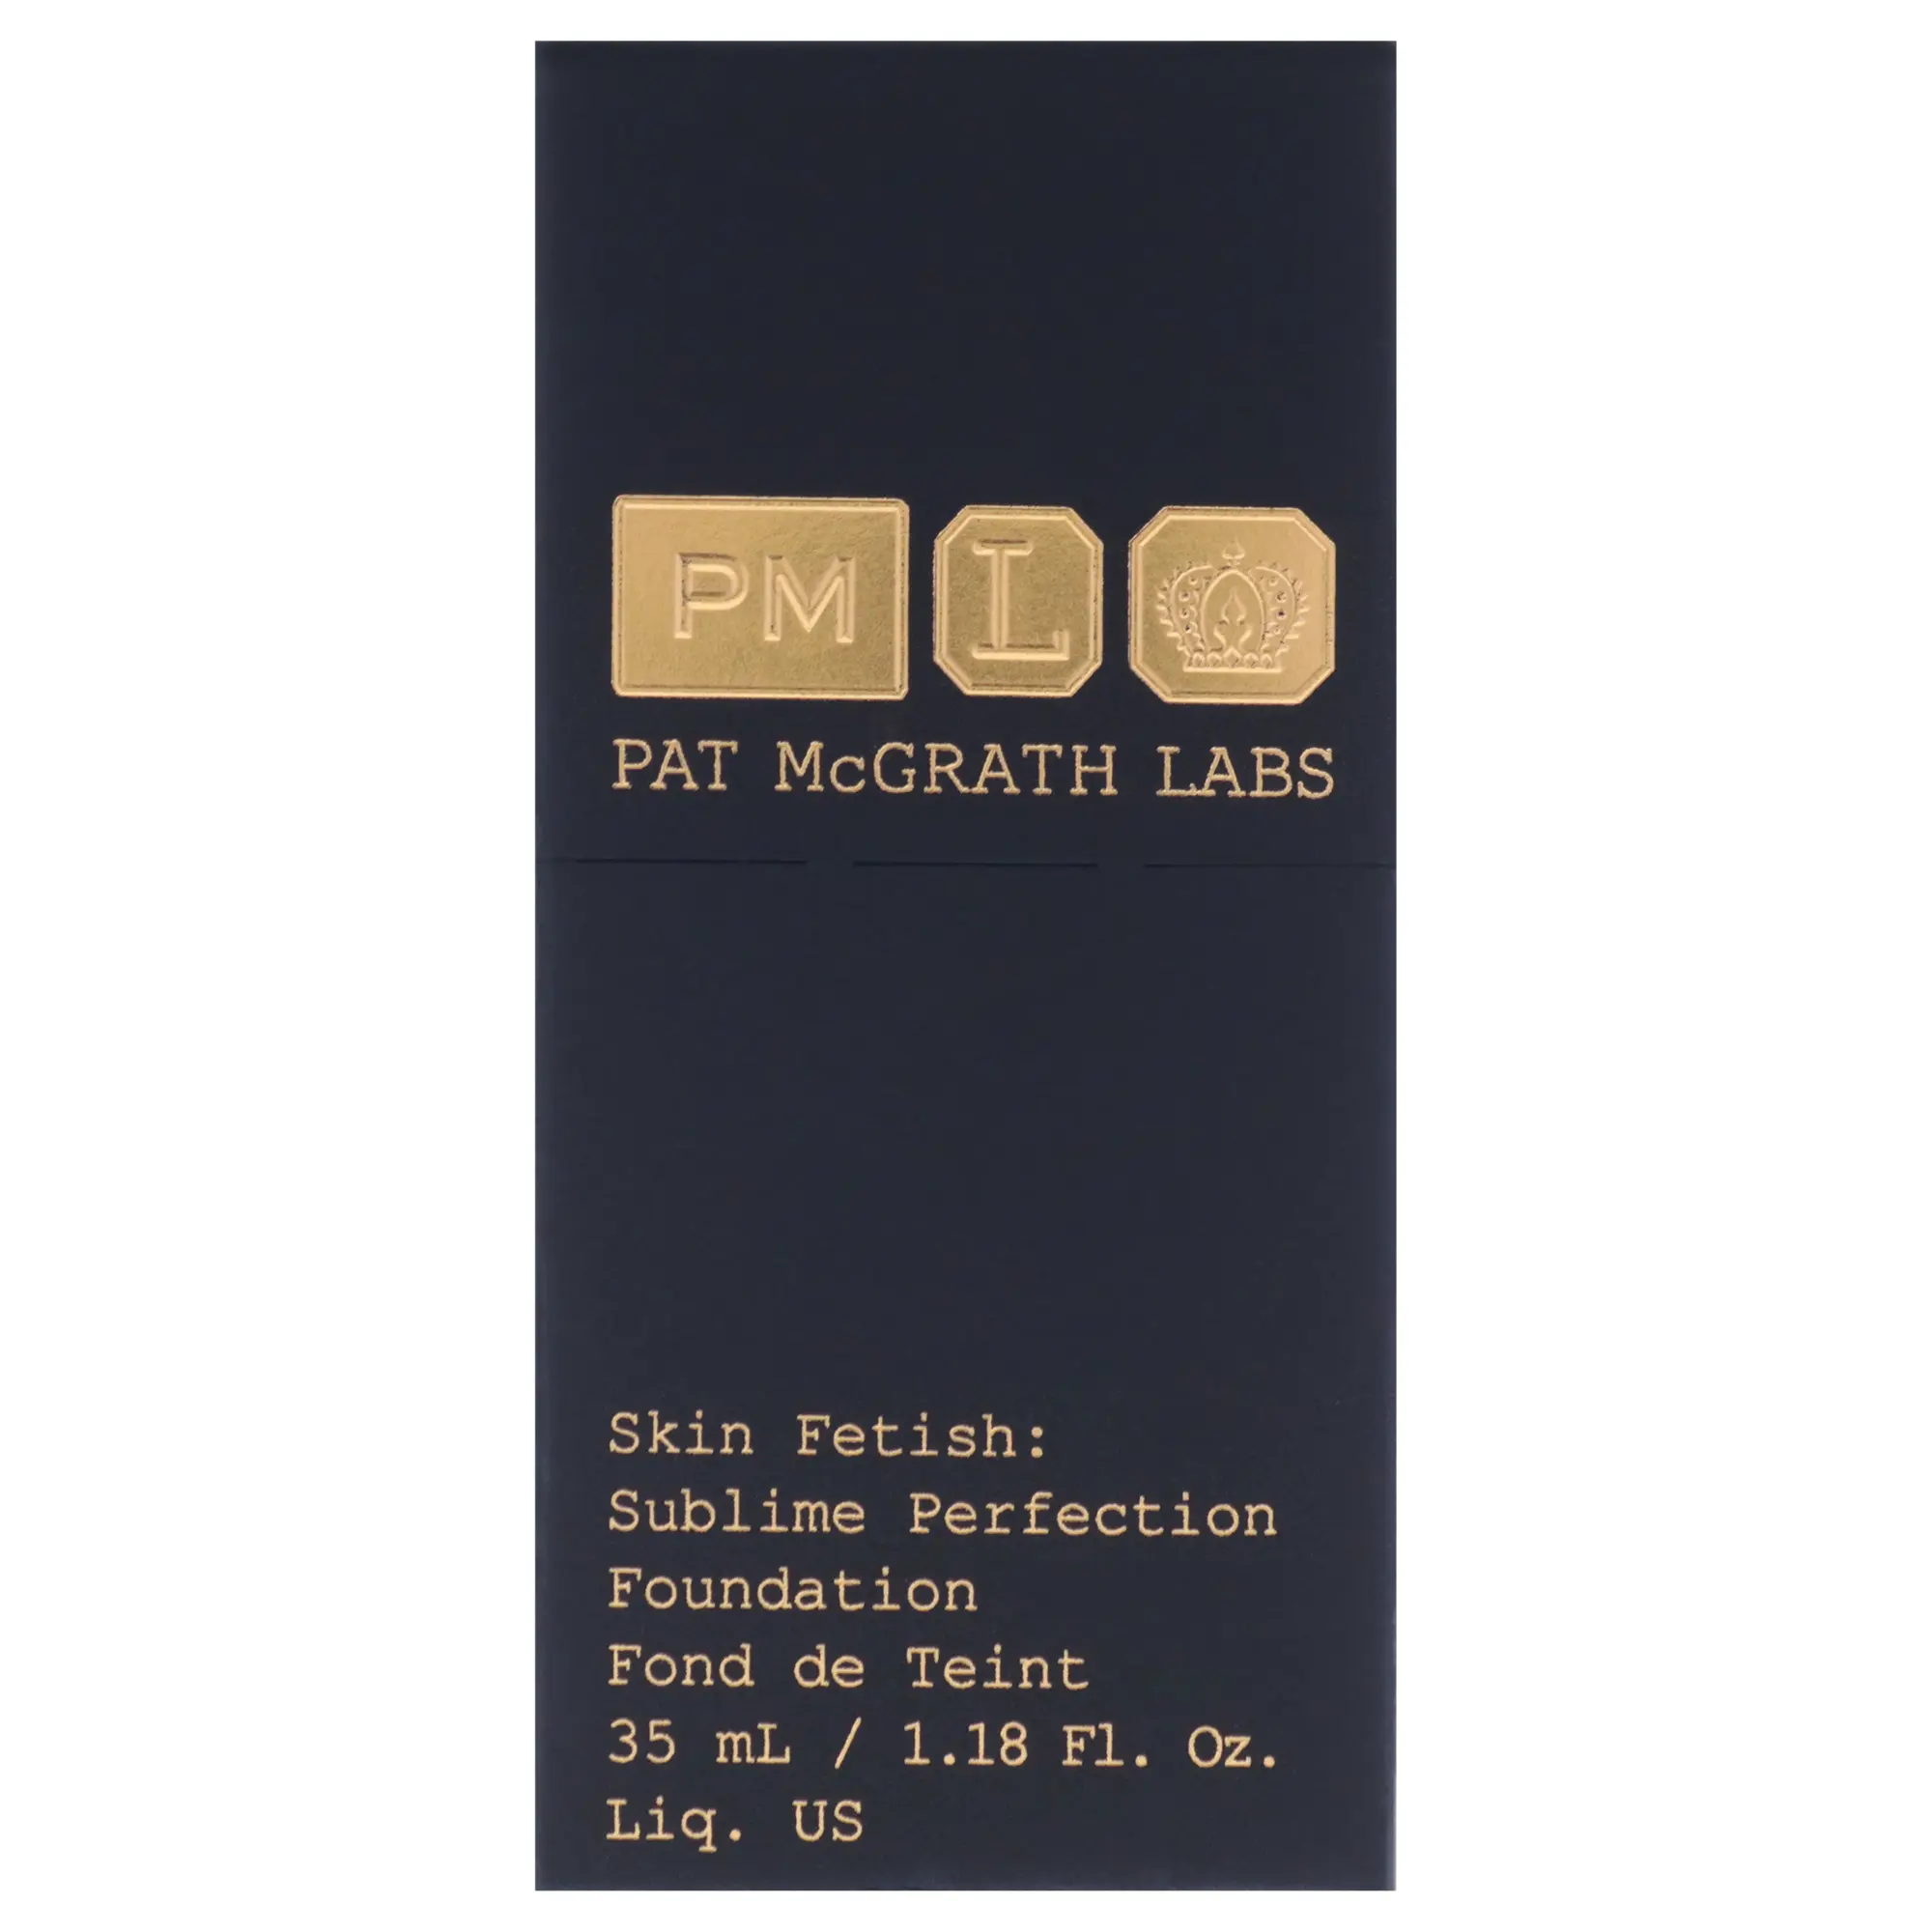 PM L
PAT McGRATH LABS
Skin Fetish:
Sublime Perfection
Foundation
Fond de Teint
35 mL / 1.18 Fl. Oz.
Liq. US